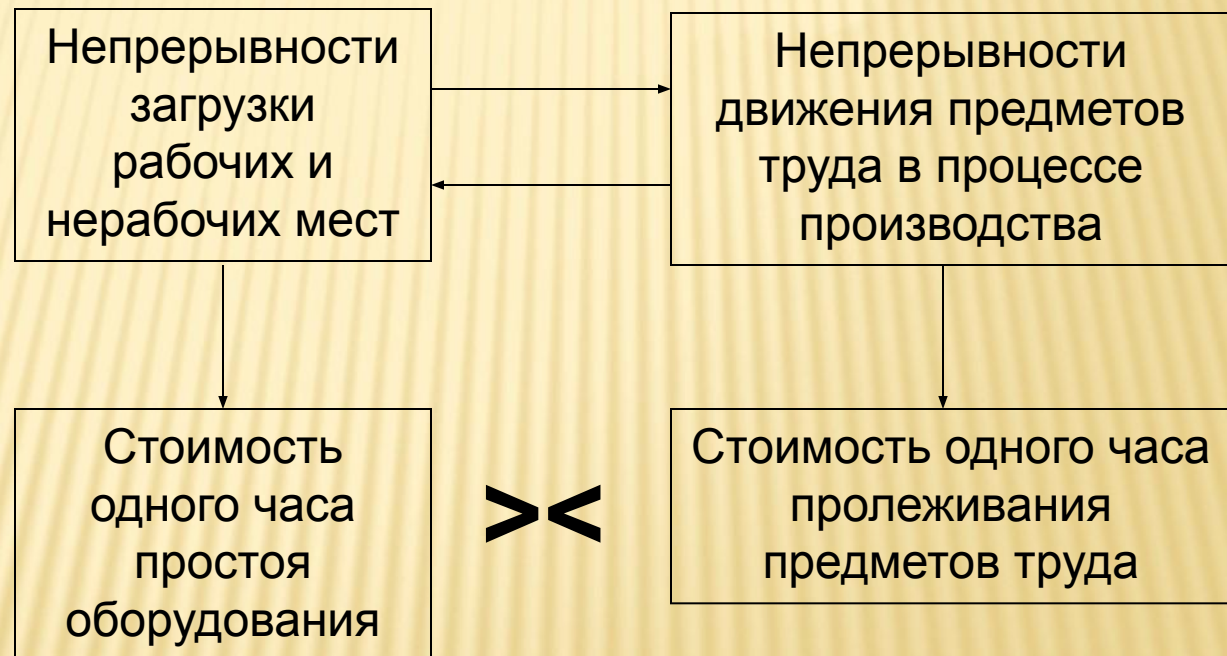 Непрерывности
загрузки
рабочих и
нерабочих мест
Непрерывности
движения предметов
труда в процессе
производства
Стоимость
одного часа
простоя
оборудования
><
Стоимость одного часа
пролеживания
предметов труда